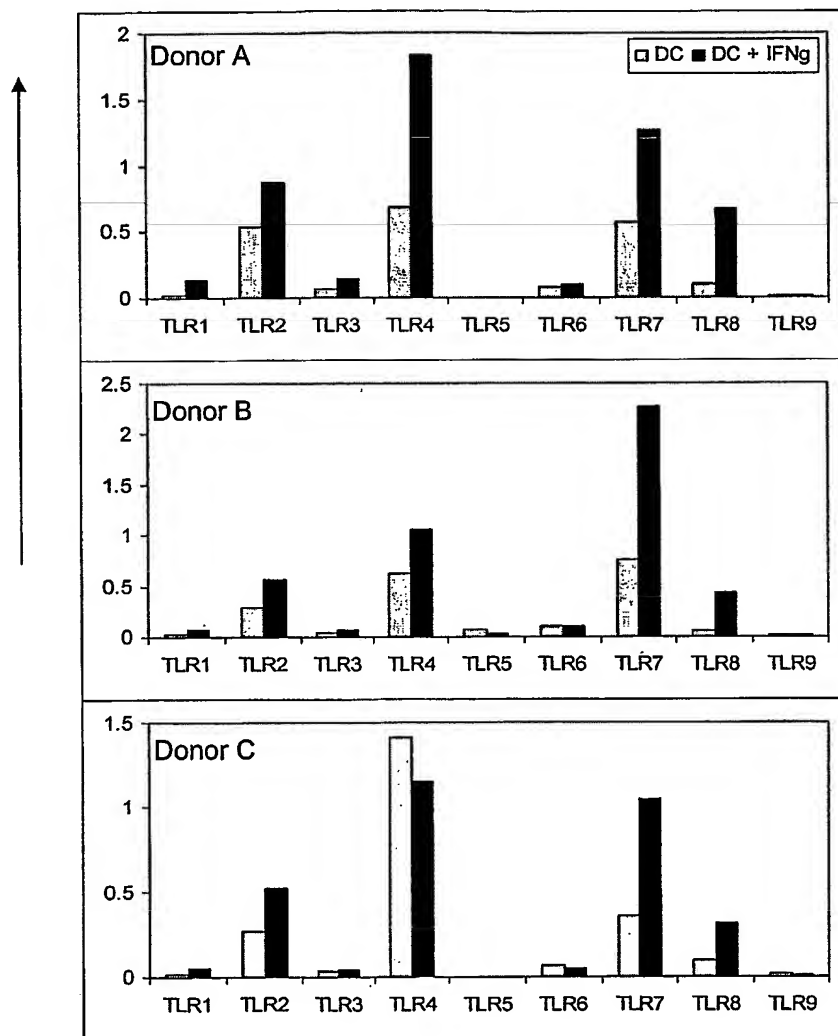 2
Donor A
DC DC + IFNg
1.5
1
0.5
0
TLR1 TLR2 TLR3 TLR4 TLR5 TLR6 TLR7 TLR8 TLR9
2.5
Donor B
2
1.5
1
0.5
0
TLR1 TLR2 TLR3 TLR4 TLR5 TLR6 TLR7 TLR8 TLR9
1.5
Donor C
1
0.5
0
TLR1 TLR2 TLR3 TLR4 TLR5 TLR6 TLR7 TLR8 TLR9